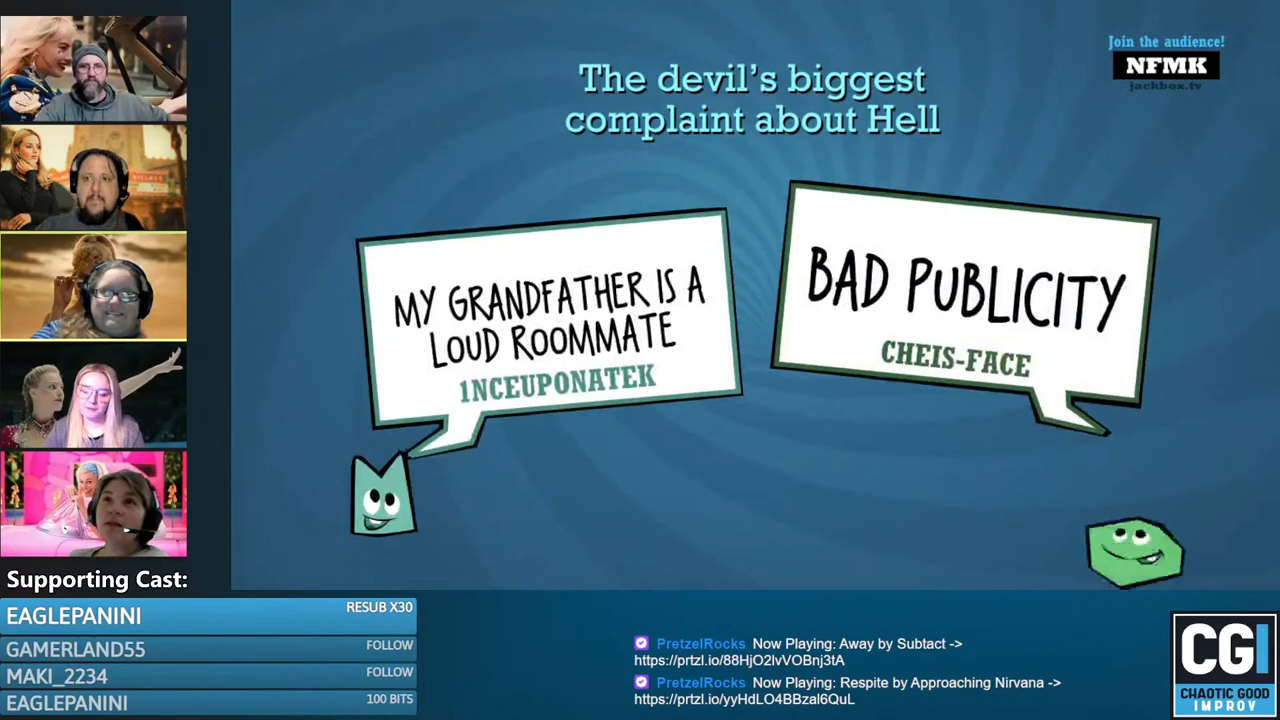 The devil's biggest
complaint about Hell
Join the audience!
NFMK
jackbox.tv
MY GRANDFATHER IS A
LOUD ROOMMATE
1NCEUPONATEK
BAD PUBLICITY
CHEIS-FACE
Supporting Cast:
EAGLEPANINI RESUB X30
GAMERLAND55 FOLLOW
MAKI_2234 FOLLOW
EAGLEPANINI 100 BITS
PretzelRocks Now Playing: Away by Subtact ->
https://prtzl.io/88HjO2lvVOBnj3tA
PretzelRocks Now Playing: Respite by Approaching Nirvana ->
https://prtzl.io/yyHdLO4BBzal6QuL
CGI
CHAOTIC GOOD
IMPROV